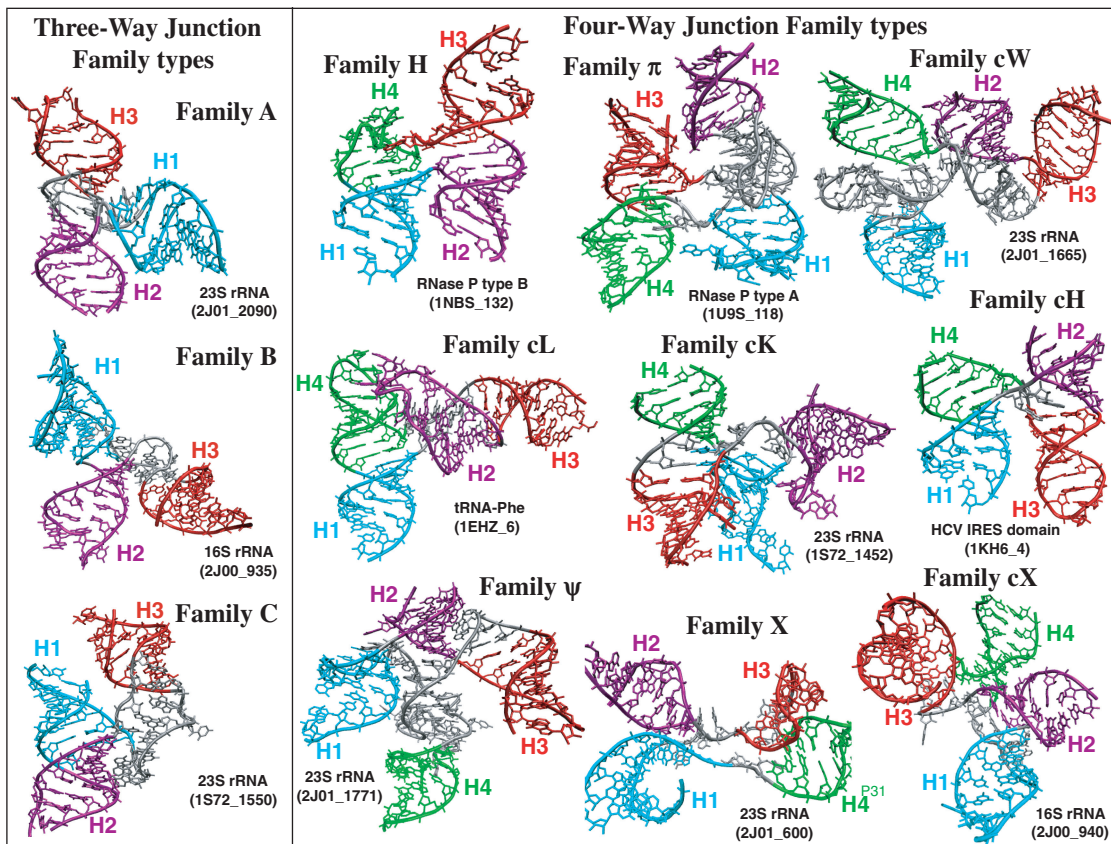 Three-Way Junction
Family types
Family A
H3
H1
H2
23S rRNA
(2J01_2090)
Family B
H1
H3
H2
16S rRNA
(2J00_935)
Family C
H3
H1
H2
23S rRNA
(1S72_1550)
Four-Way Junction Family types
Family H
H3
H4
H1
H2
RNase P type B
(1NBS_132)
Family π
H2
H3
H1
H4
RNase P type A
(1U9S_118)
Family cW
H4
H2
H3
H1
23S rRNA
(2J01_1665)
Family cL
H4
H2
H3
H1
tRNA-Phe
(1EHZ_6)
Family cK
H4
H2
H3
H1
23S rRNA
(1S72_1452)
Family cH
H4
H2
H1
H3
HCV IRES domain
(1KH6_4)
Family ψ
H2
H1
H3
H4
23S rRNA
(2J01_1771)
Family X
H2
H3
H1
H4
P31
23S rRNA
(2J01_600)
Family cX
H4
H3
H2
H1
16S rRNA
(2J00_940)